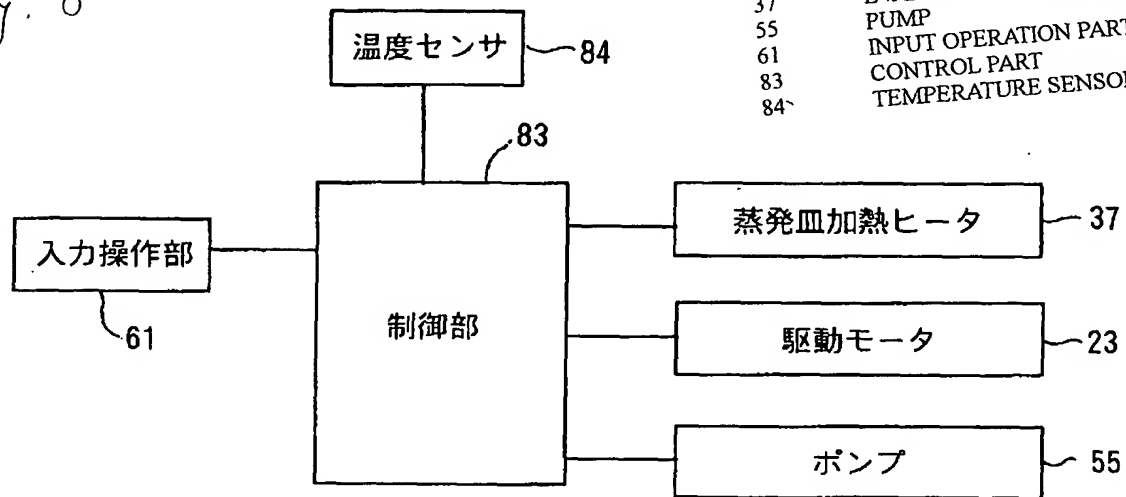 37
55 PUMP
61 INPUT OPERATION PART
83 CONTROL PART
84 TEMPERATURE SENSOR
温度センサ
84
83
入力操作部
61
制御部
蒸発皿加熱ヒータ
37
駆動モータ
23
ポンプ
55